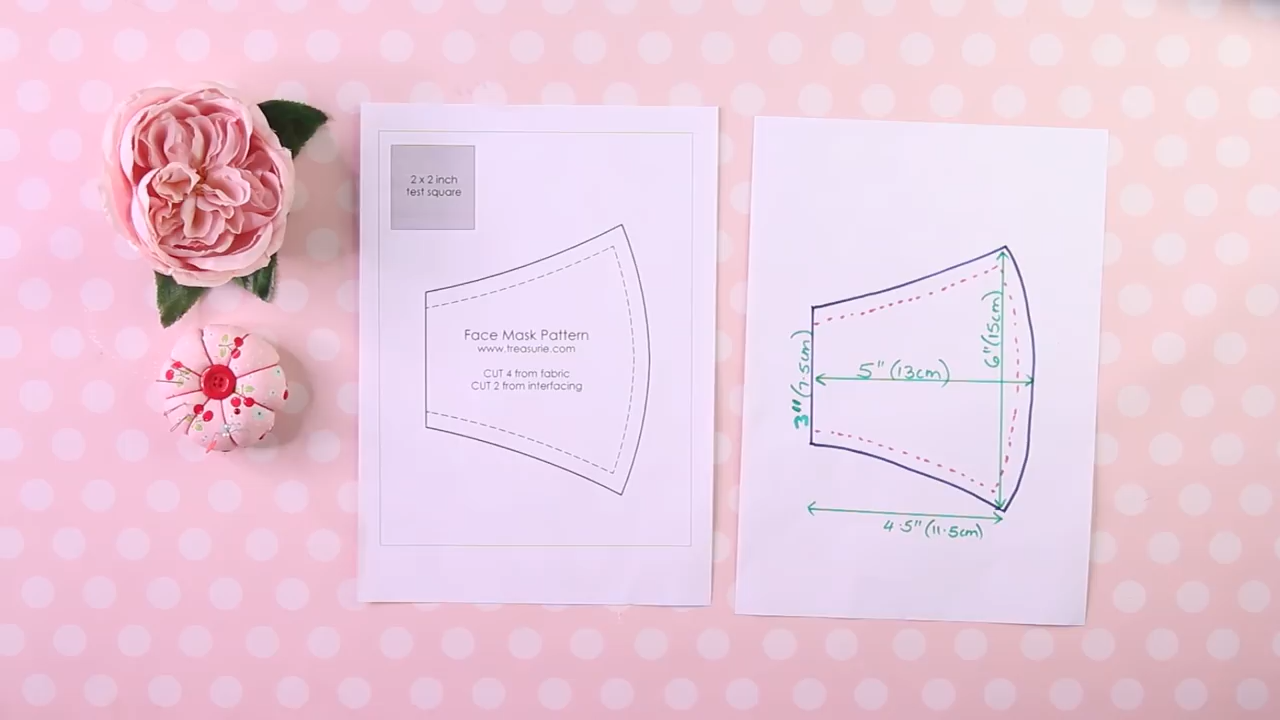 2 x 2 inch
test square
Face Mask Pattern
www.treasurie.com
CUT 4 from fabric
CUT 2 from interfacing
3" (7.5cm)
5" (13cm)
6" (15cm)
4.5" (11.5cm)